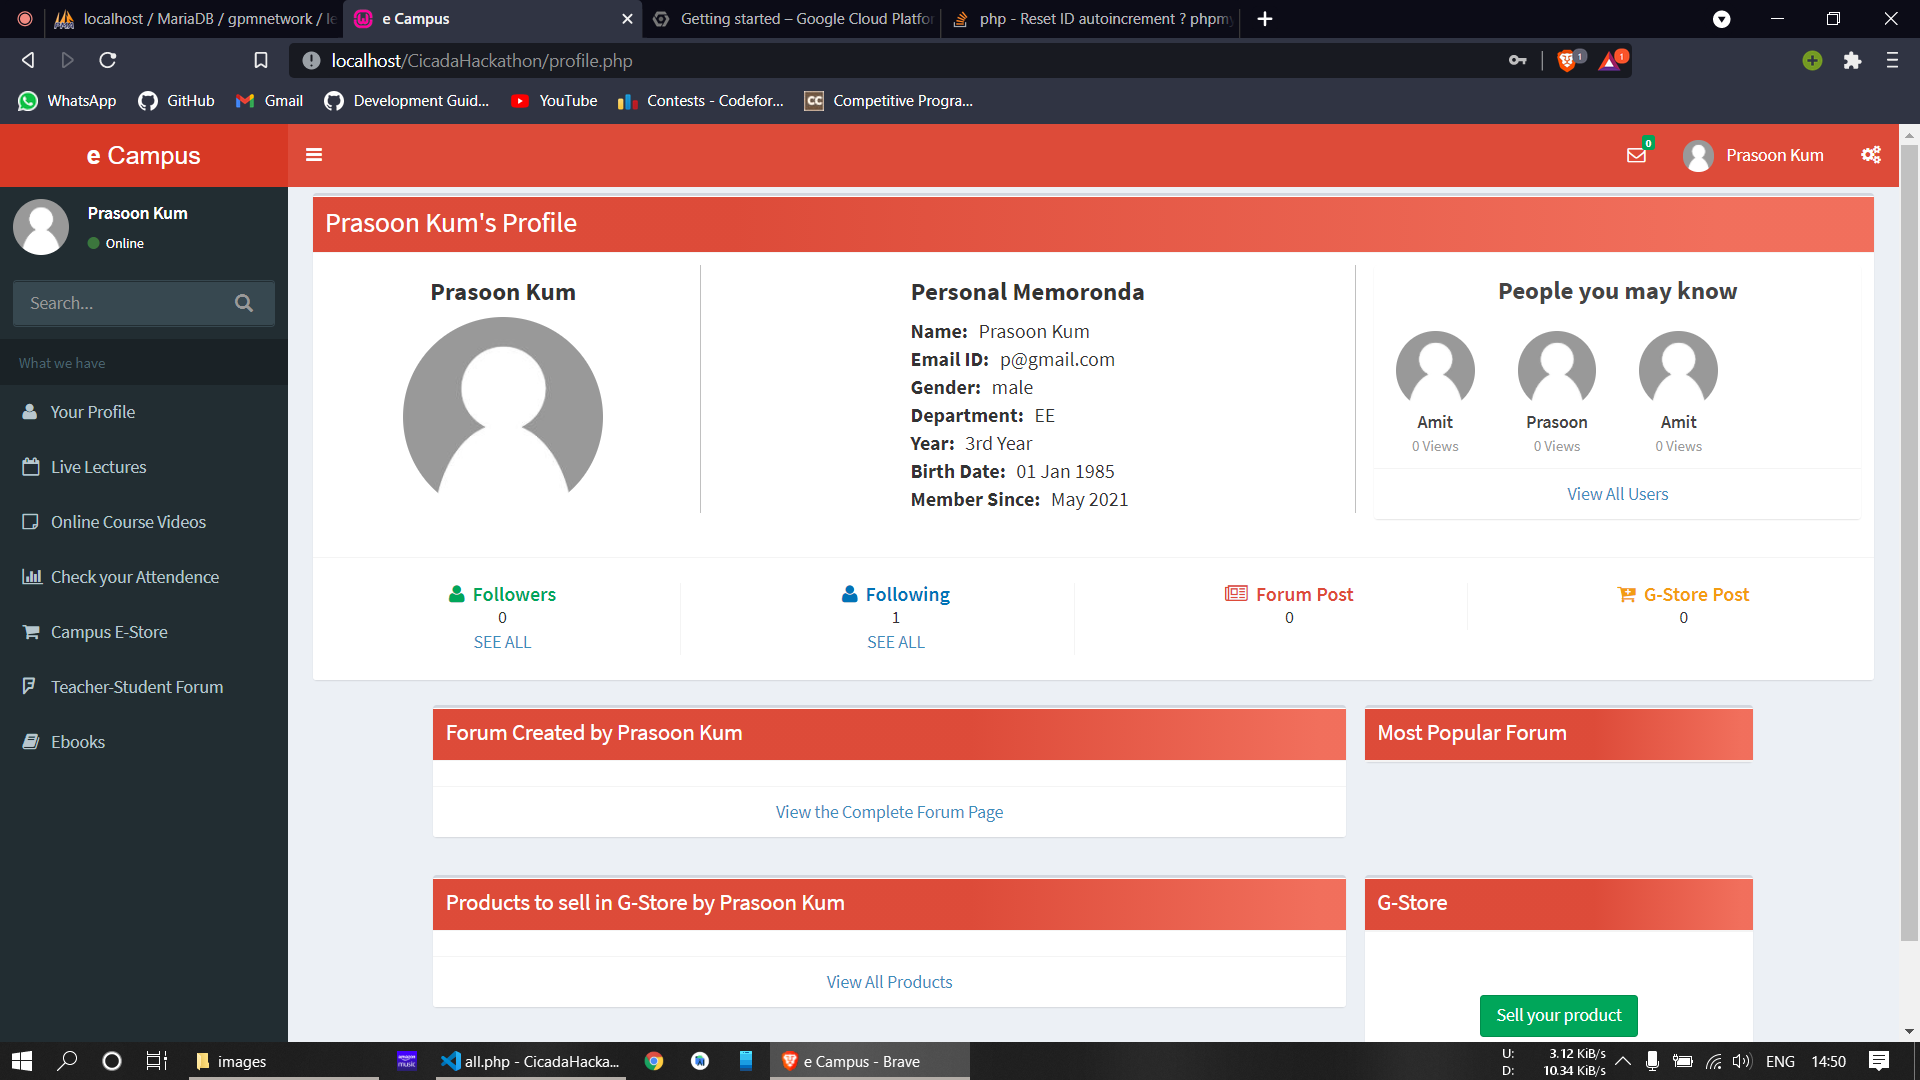 localhost / MariaDB / gpmnetwork / le
e Campus
Getting started – Google Cloud Platfor
php - Reset ID autoincrement ? phpmy
localhost/CicadaHackathon/profile.php
1
1
WhatsApp
GitHub
Gmail
Development Guid...
YouTube
Contests - Codefor...
CC
Competitive Progra...
e Campus
0
Prasoon Kum
Prasoon Kum
Online
Search...
What we have
Your Profile
Live Lectures
Online Course Videos
Check your Attendence
Campus E-Store
Teacher-Student Forum
Ebooks
Prasoon Kum's Profile
Prasoon Kum
Personal Memoronda
Name: Prasoon Kum
Email ID: p@gmail.com
Gender: male
Department: EE
Year: 3rd Year
Birth Date: 01 Jan 1985
Member Since: May 2021
People you may know
Amit
0 Views
Prasoon
0 Views
Amit
0 Views
View All Users
Followers
0
SEE ALL
Following
1
SEE ALL
Forum Post
0
G-Store Post
0
Forum Created by Prasoon Kum
View the Complete Forum Page
Most Popular Forum
Products to sell in G-Store by Prasoon Kum
View All Products
G-Store
Sell your product
images
amazon music
all.php - CicadaHacka...
e Campus - Brave
U: 3.12 KiB/s
D: 10.34 KiB/s
ENG
14:50